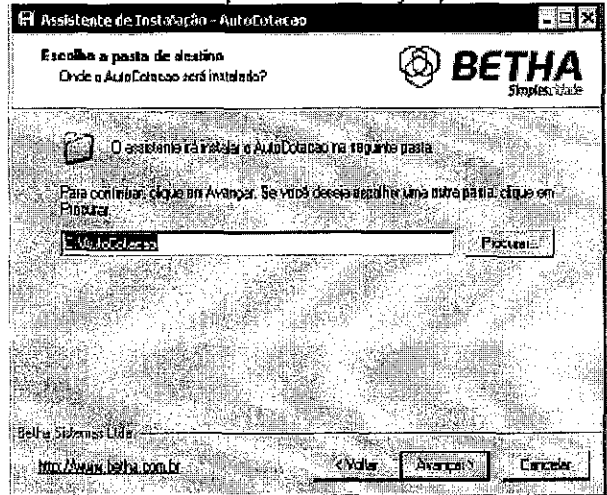 Assistente de Instalação - AutoCotacao
Escolha a pasta de destino
Onde o AutoCotacao será instalado?
BETHA
Simples
O assistente irá instalar o AutoCotacao na seguinte pasta
Para continuar, clique em Avançar. Se você deseja escolher uma outra pasta, clique em
Procurar.
C:\AutoCotacao
Procurar...
Betha Sistemas Ltda
http://www.betha.com.br
< Voltar
Avançar >
Cancelar